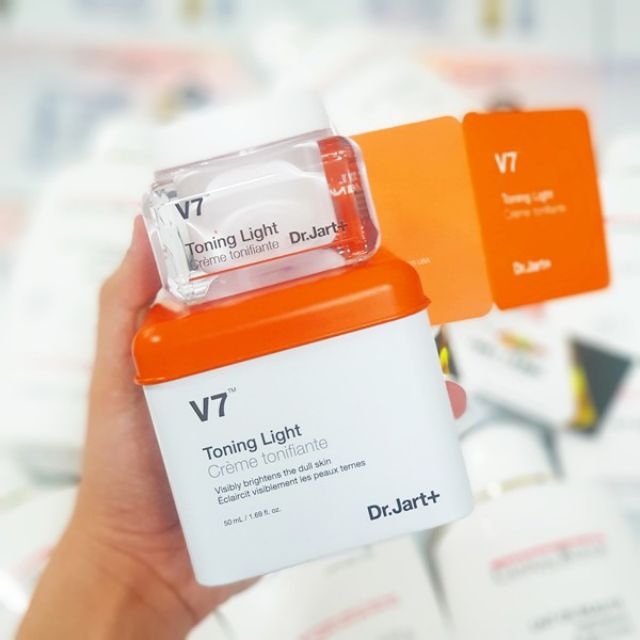 V7
Toning Light
Crème tonifiante
Dr.Jart+
V7
Toning Light
Crème tonifiante
Dr.Jart+
V7™
Toning Light
Crème tonifiante
Visibly brightens the dull skin
Éclaircit visiblement les peaux ternes
50 mL / 1.69 fl. oz.
Dr.Jart+